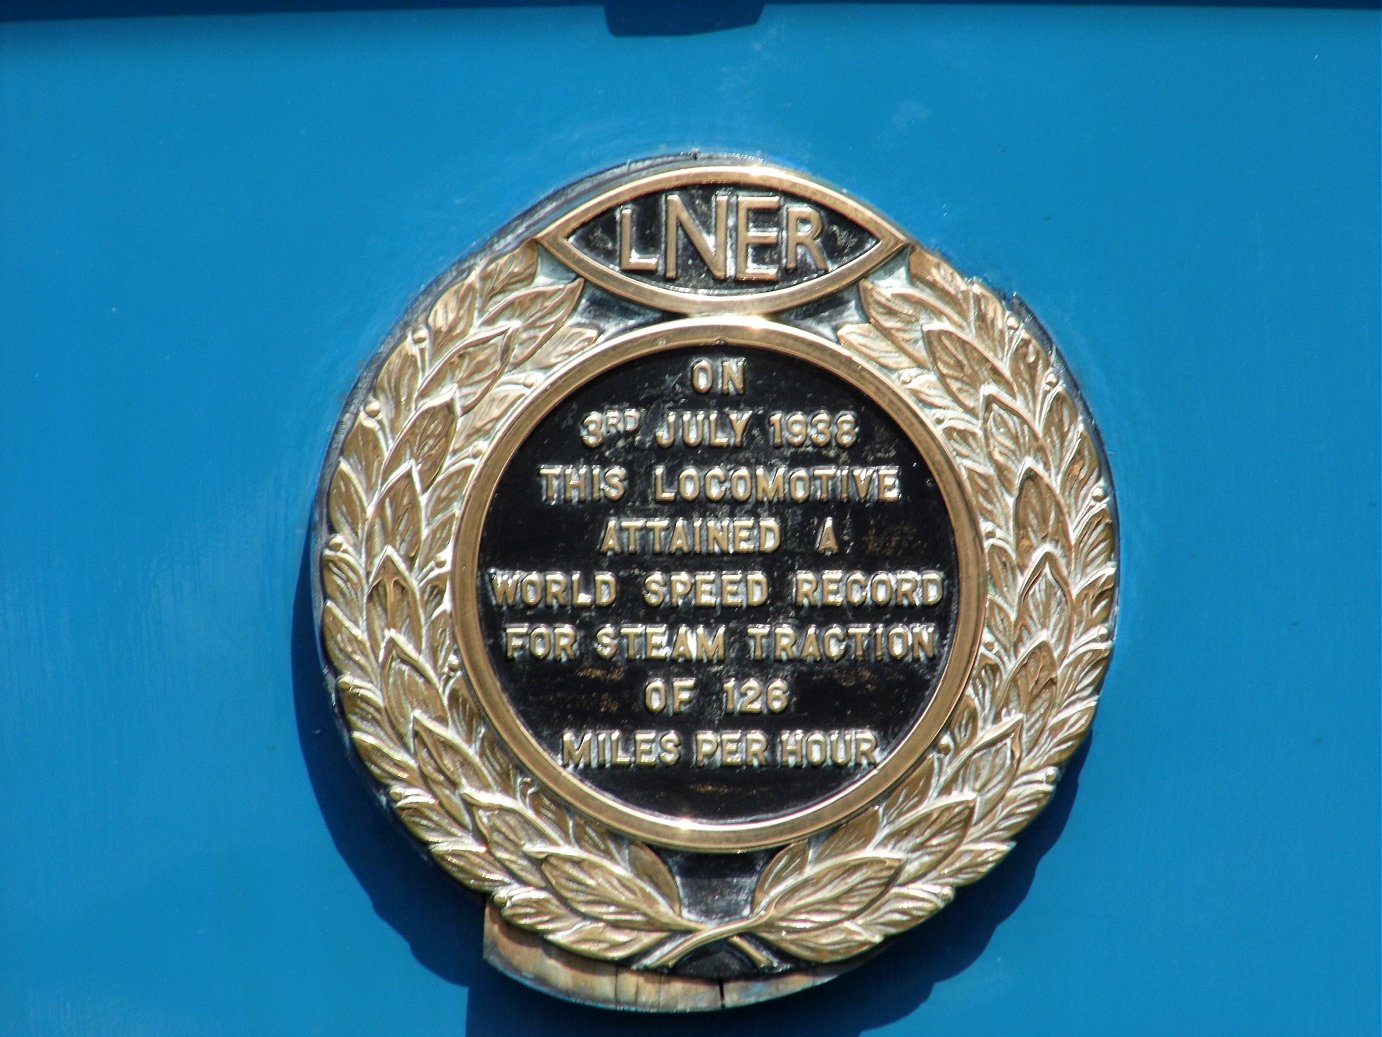 LNER
ON
3RD JULY 1938
THIS LOCOMOTIVE
ATTAINED A
WORLD SPEED RECORD
FOR STEAM TRACTION
OF 126
MILES PER HOUR